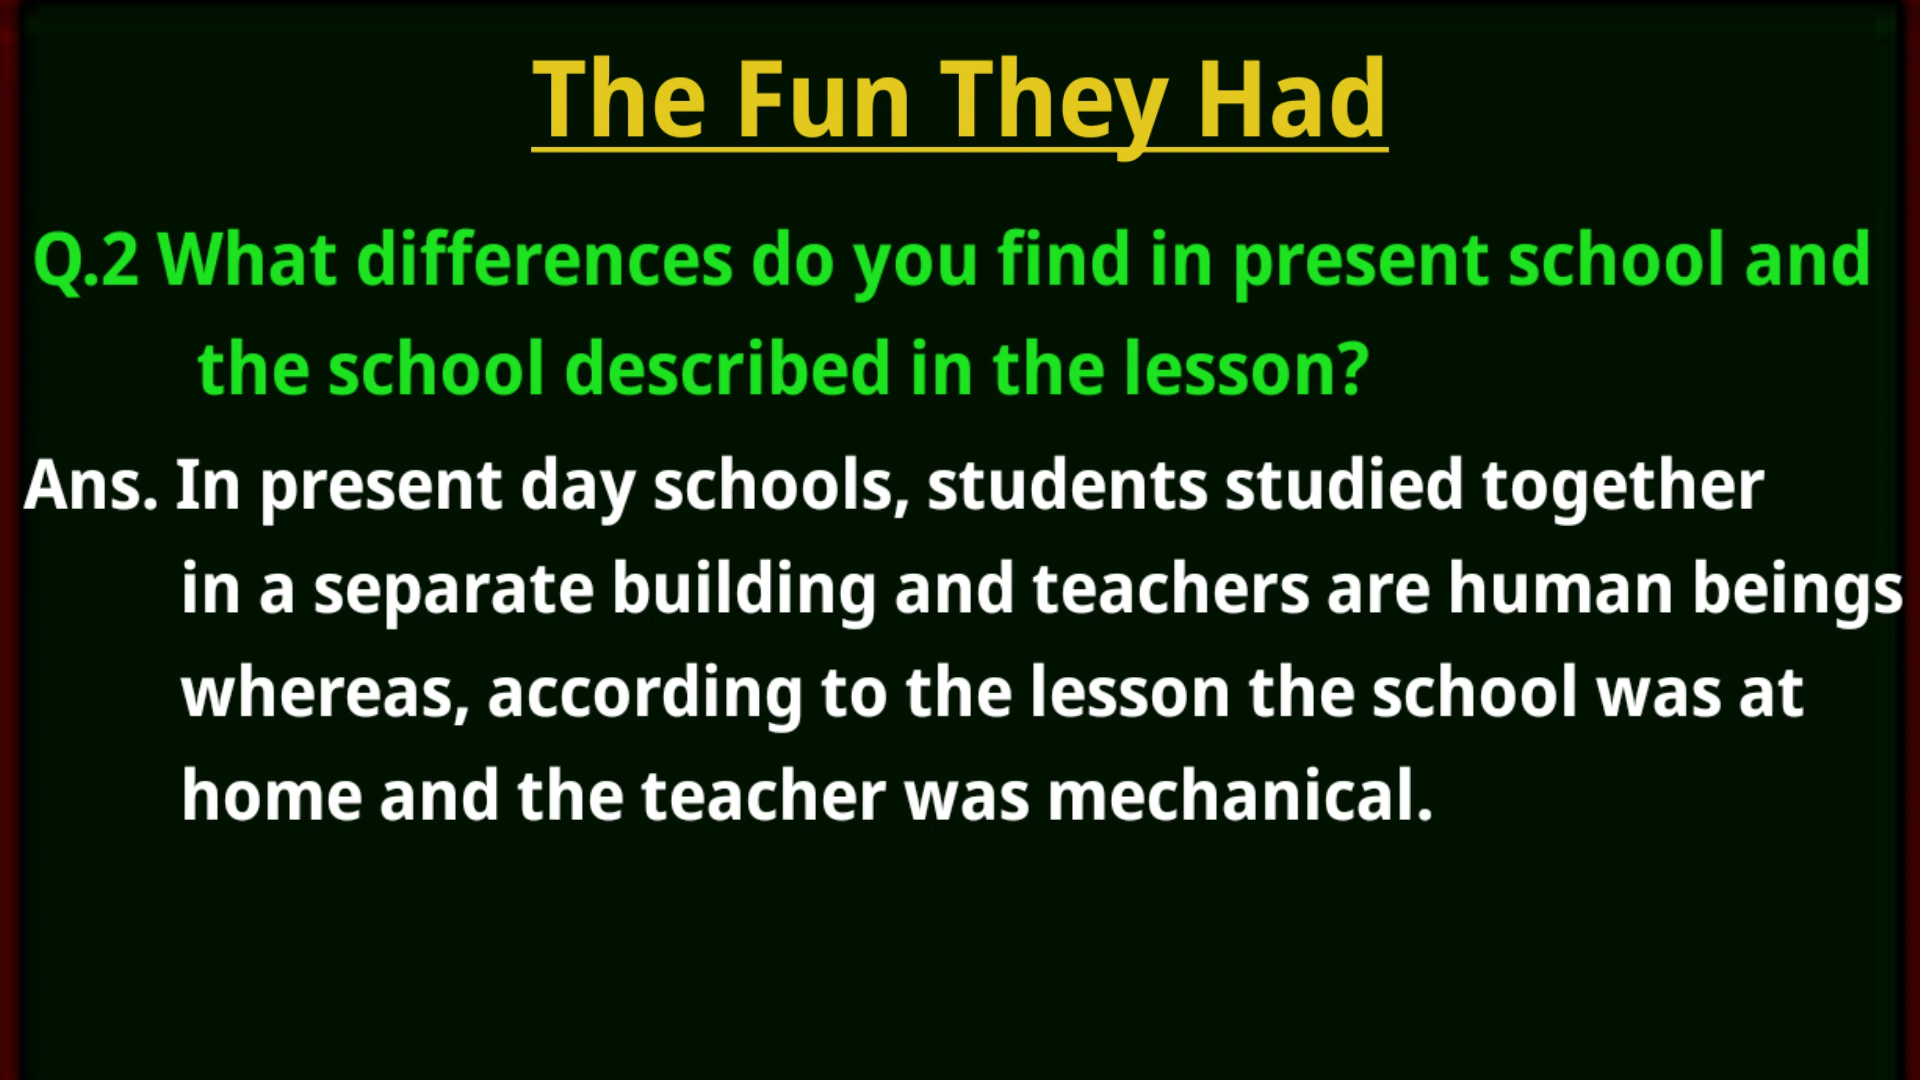 The Fun They Had
Q.2 What differences do you find in present school and
the school described in the lesson?
Ans. In present day schools, students studied together
in a separate building and teachers are human beings
whereas, according to the lesson the school was at
home and the teacher was mechanical.